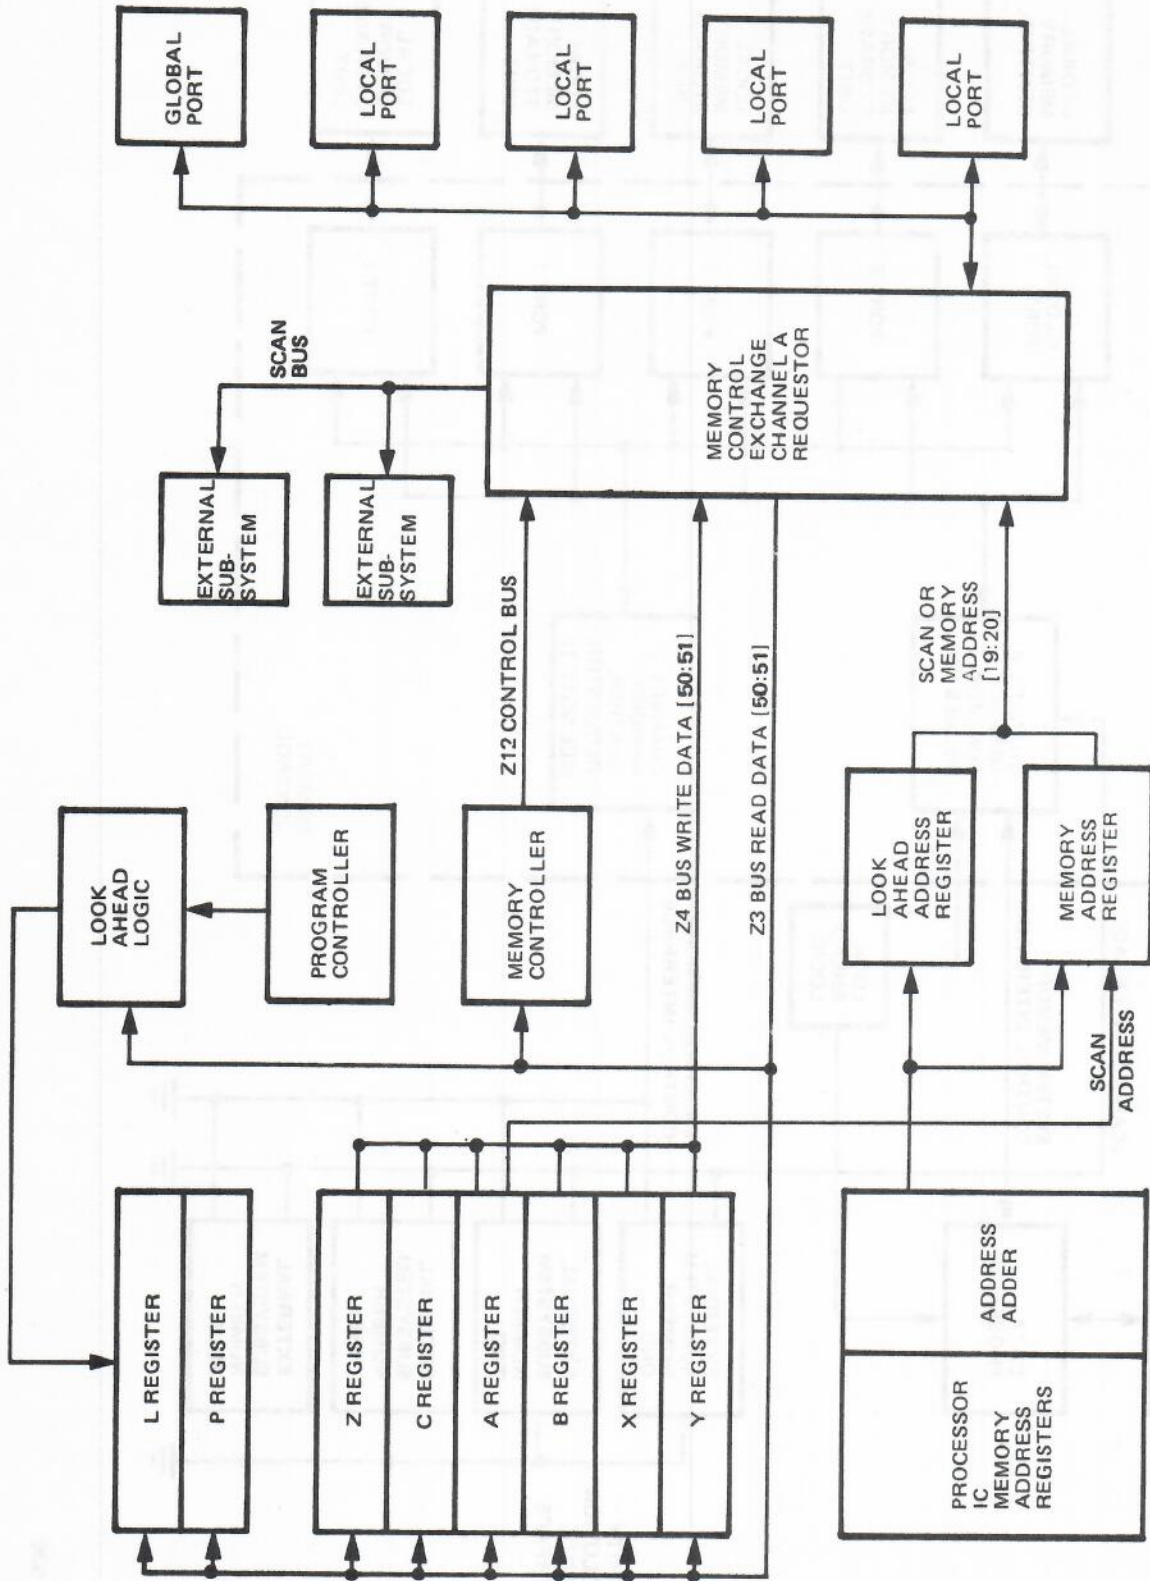 L REGISTER
P REGISTER
Z REGISTER
C REGISTER
A REGISTER
B REGISTER
X REGISTER
Y REGISTER
PROCESSOR
IC
MEMORY
ADDRESS
REGISTERS
ADDRESS
ADDER
LOOK
AHEAD
LOGIC
PROGRAM
CONTROLLER
MEMORY
CONTROLLER
Z12 CONTROL BUS
Z4 BUS WRITE DATA [50:51]
Z3 BUS READ DATA [50:51]
LOOK
AHEAD
ADDRESS
REGISTER
MEMORY
ADDRESS
REGISTER
SCAN
ADDRESS
SCAN OR
MEMORY
ADDRESS
[19:20]
EXTERNAL
SUB-
SYSTEM
EXTERNAL
SUB-
SYSTEM
SCAN
BUS
MEMORY
CONTROL
EXCHANGE
CHANNEL A
REQUESTOR
GLOBAL
PORT
LOCAL
PORT
LOCAL
PORT
LOCAL
PORT
LOCAL
PORT